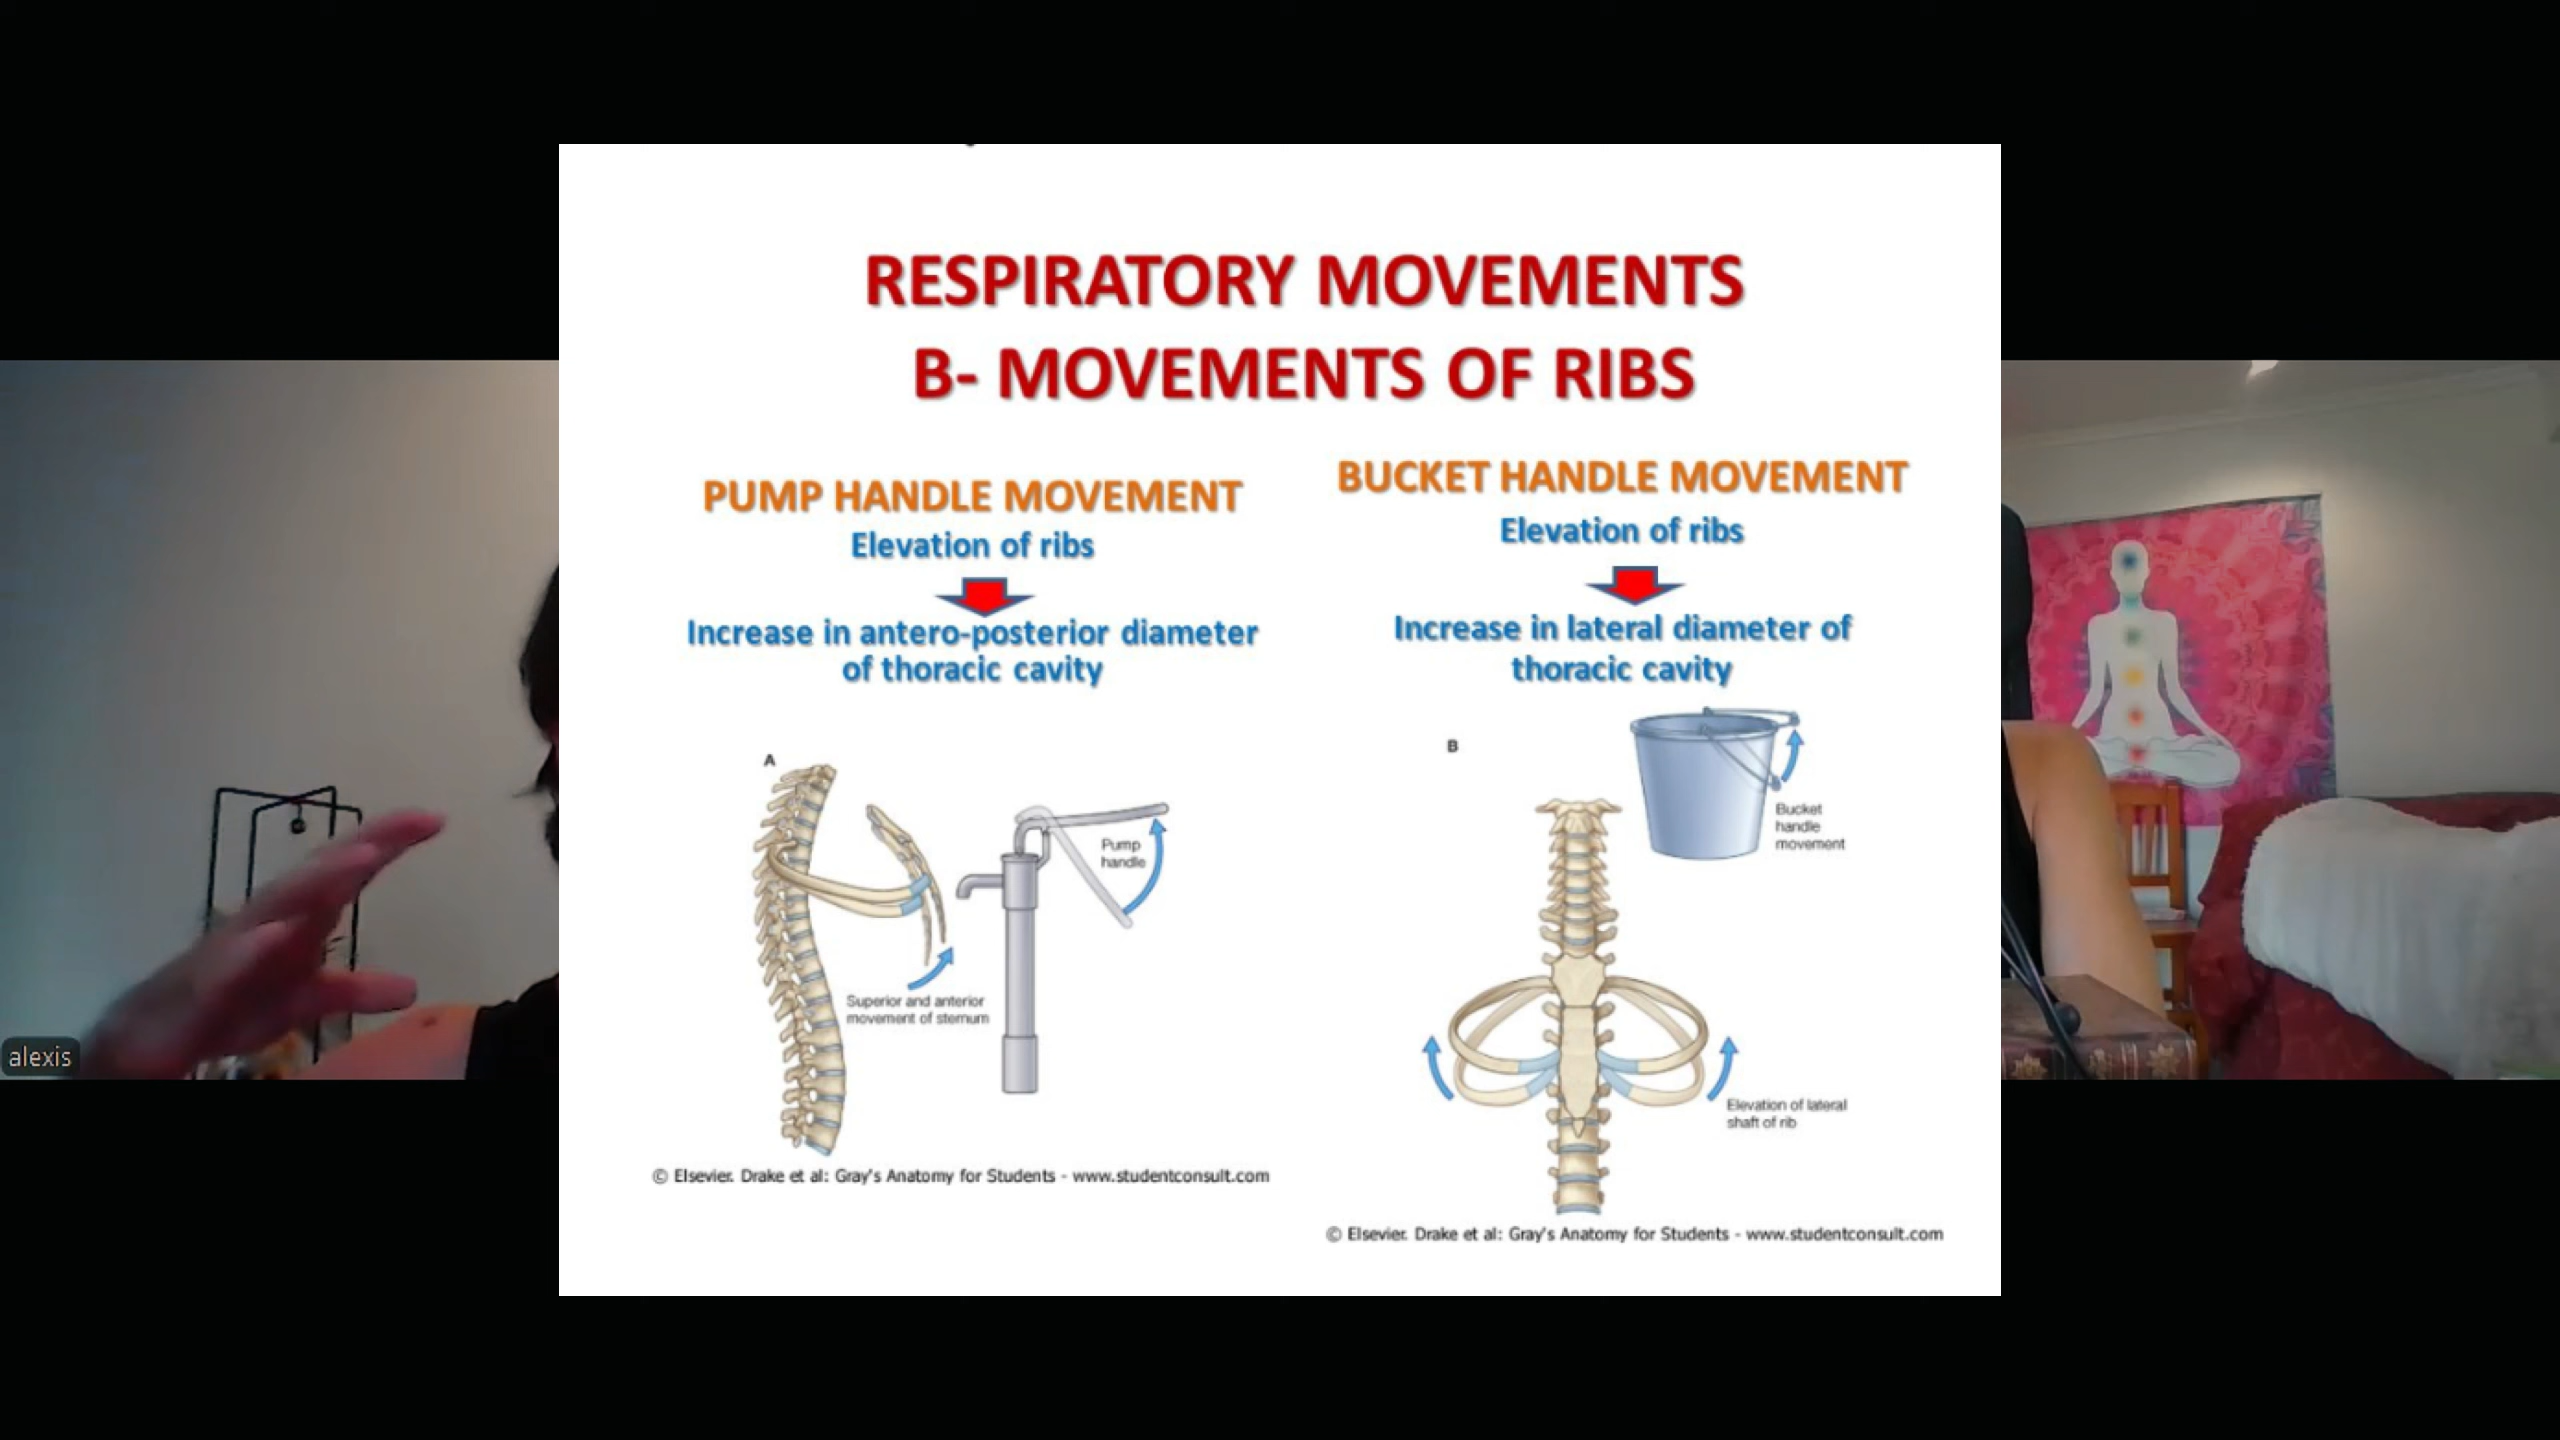 RESPIRATORY MOVEMENTS
B- MOVEMENTS OF RIBS
PUMP HANDLE MOVEMENT
Elevation of ribs
Increase in antero-posterior diameter
of thoracic cavity
A
Pump
handle
Superior and anterior
movement of sternum
© Elsevier. Drake et al: Gray's Anatomy for Students - www.studentconsult.com
BUCKET HANDLE MOVEMENT
Elevation of ribs
Increase in lateral diameter of
thoracic cavity
B
Bucket
handle
movement
Elevation of lateral
shaft of rib
© Elsevier. Drake et al: Gray's Anatomy for Students - www.studentconsult.com
alexis